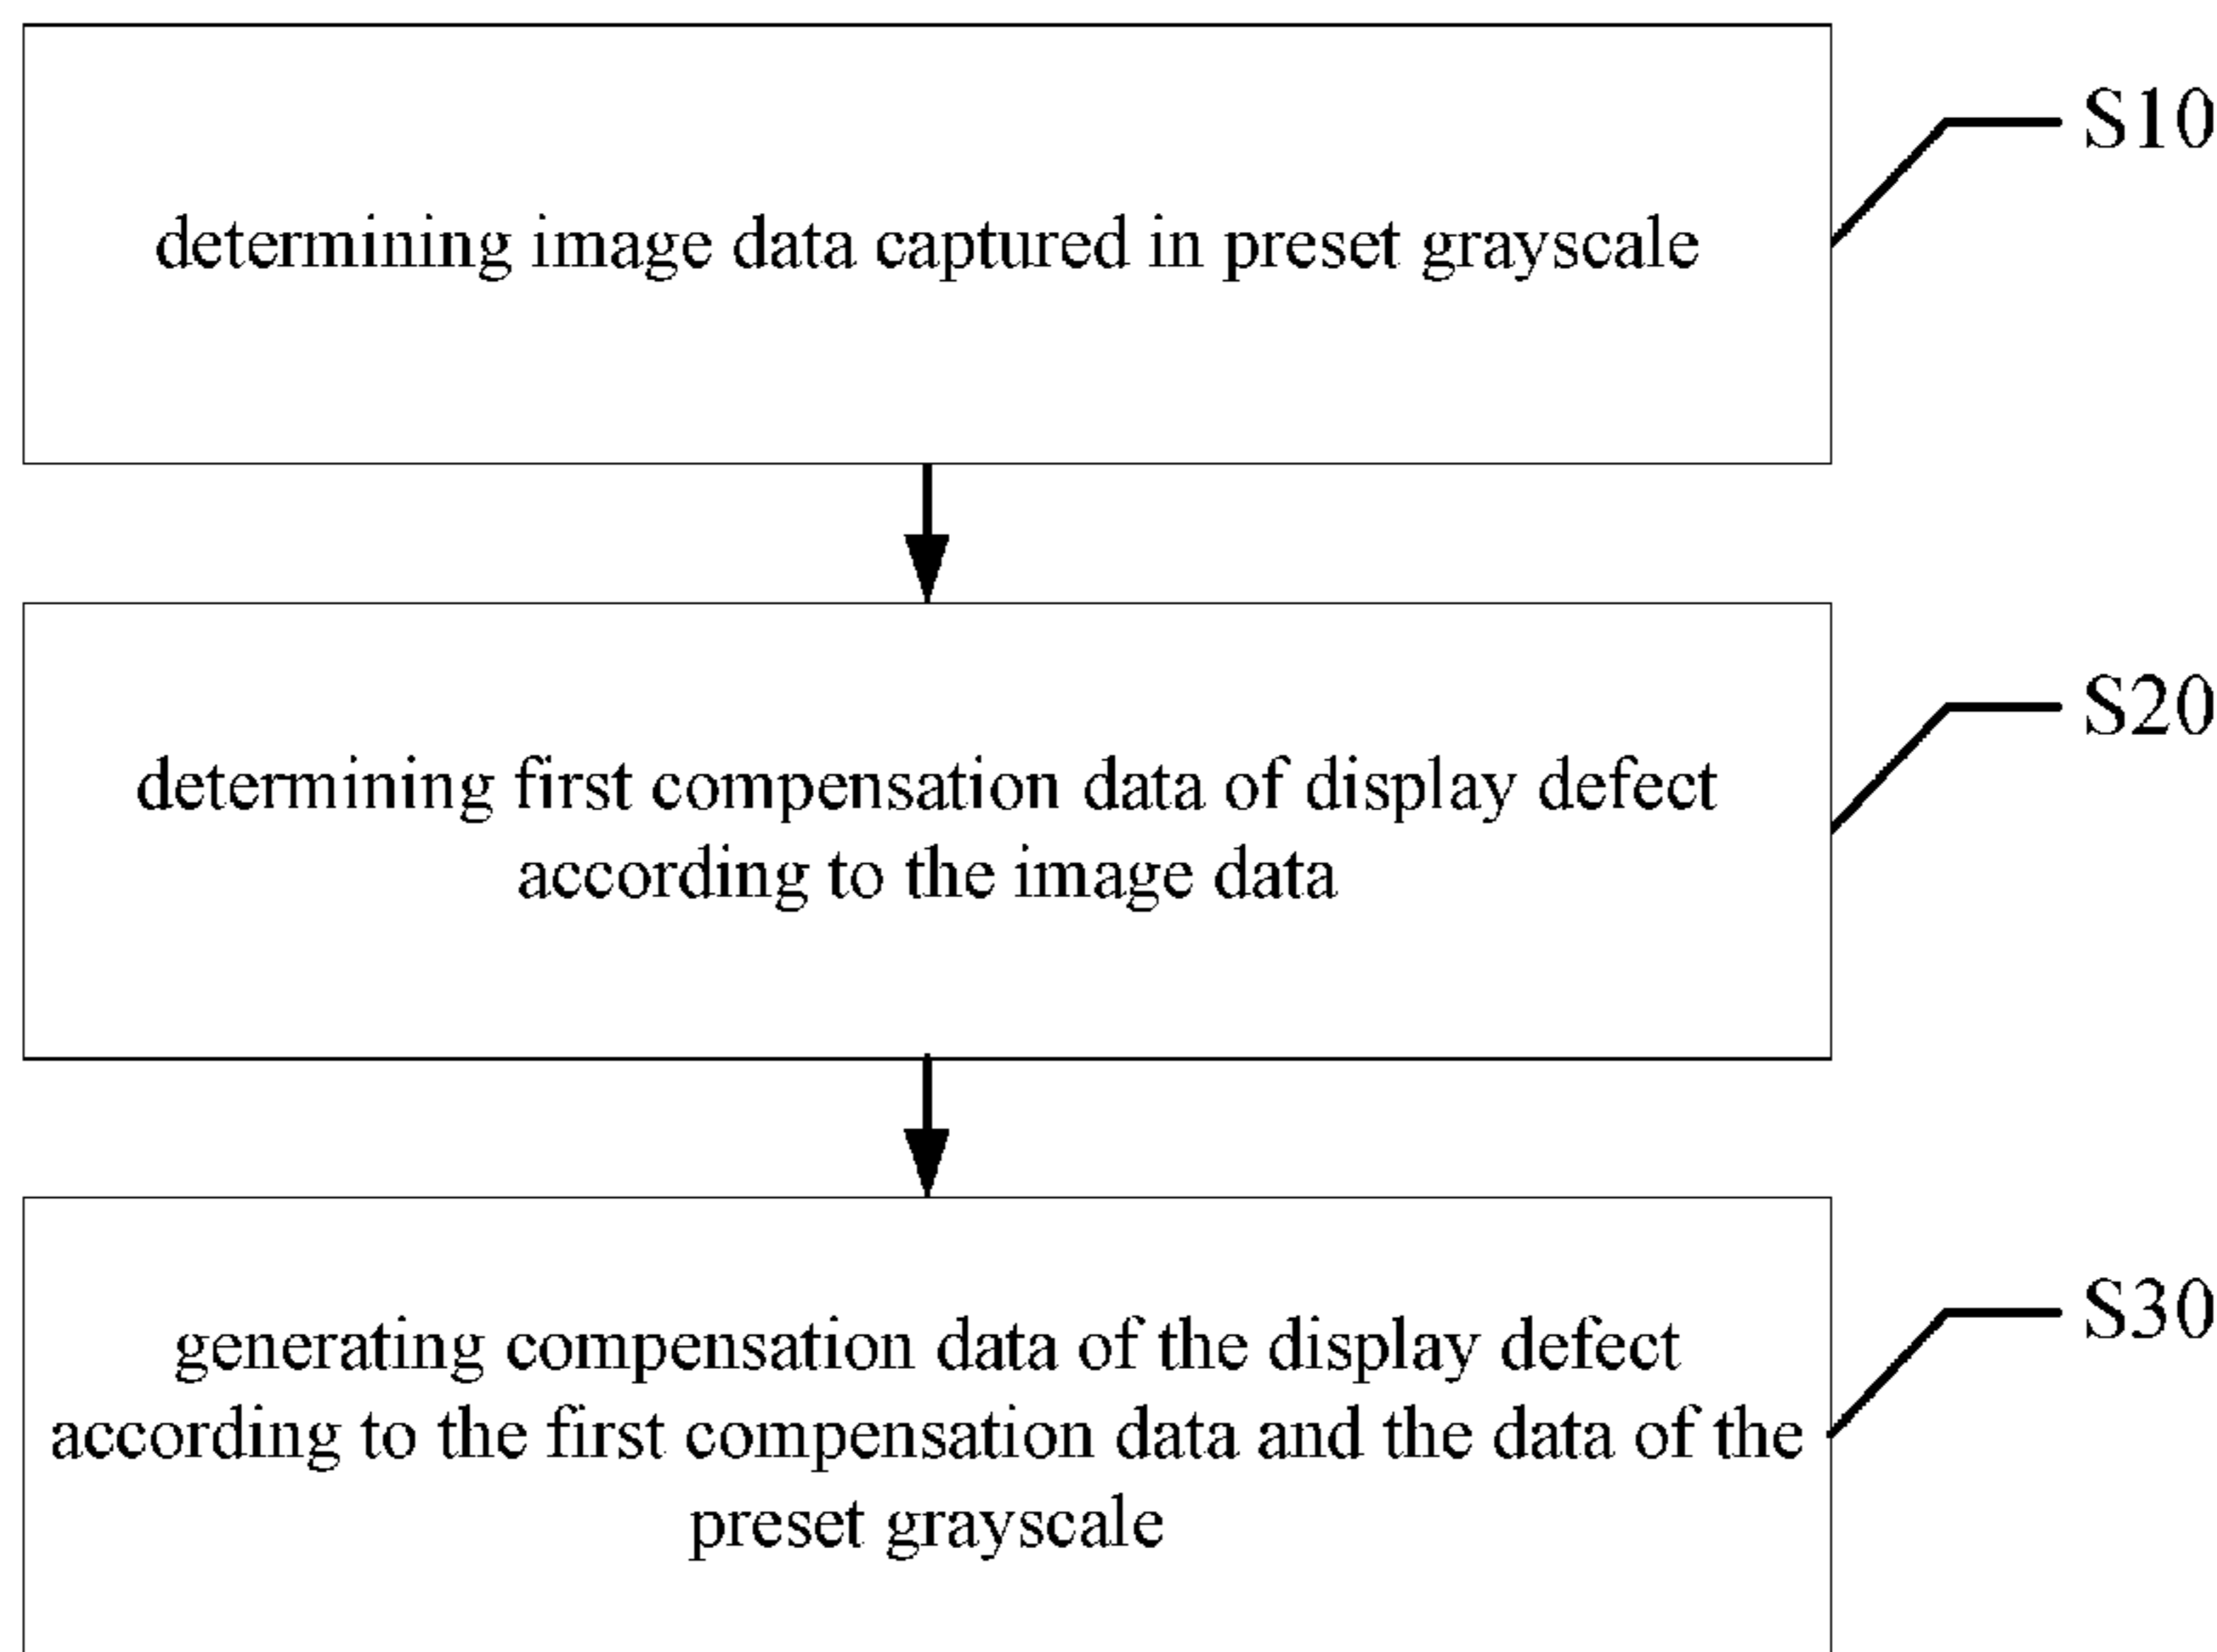 S10
determining image data captured in preset grayscale
S20
determining first compensation data of display defect
according to the image data
S30
generating compensation data of the display defect
according to the first compensation data and the data of the
preset grayscale